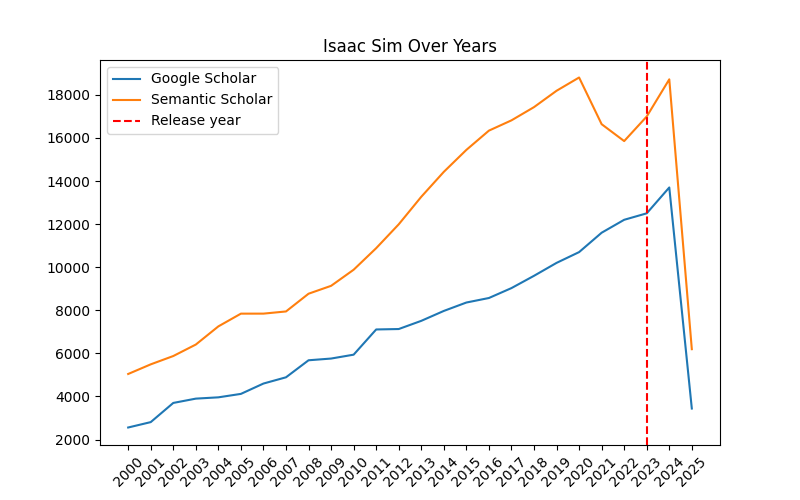 Isaac Sim Over Years
Google Scholar
Semantic Scholar
Release year
18000
16000
14000
12000
10000
8000
6000
4000
2000
2000 2001 2002 2003 2004 2005 2006 2007 2008 2009 2010 2011 2012 2013 2014 2015 2016 2017 2018 2019 2020 2021 2022 2023 2024 2025